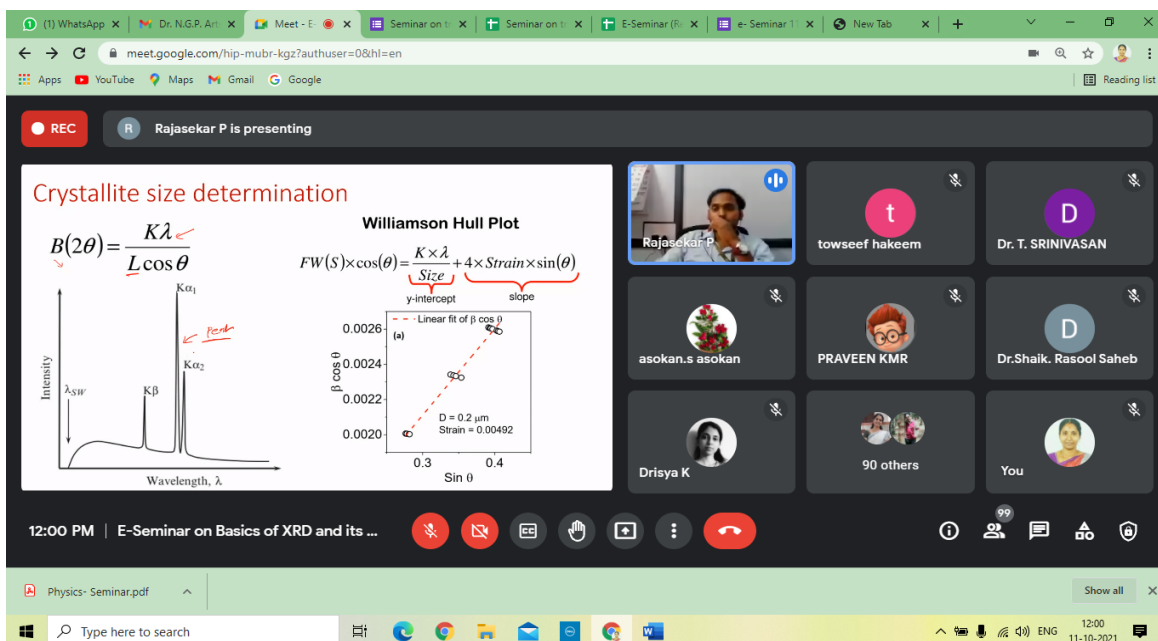 (1) WhatsApp
Dr. N.G.P. Art
Meet - E-
Seminar on t
Seminar on t
E-Seminar (R
e- Seminar 1
New Tab
meet.google.com/hip-mubr-kgz?authuser=0&hl=en
Apps YouTube Maps Gmail Google Reading list
REC R Rajasekar P is presenting
Crystallite size determination
B(2θ) = Kλ / L cos θ
Williamson Hull Plot
FW(S)×cos(θ) = K×λ / Size + 4×Strain×sin(θ)
y-intercept slope
Kα1
Kα2
Kβ
λSW
Intensity
Wavelength, λ
Linear fit of β cos θ
(a)
0.0026
0.0024
0.0022
0.0020
β cos θ
D = 0.2 μm
Strain = 0.00492
0.3 0.4
Sin θ
Rajasekar P
t
towseef hakeem
D
Dr. T. SRINIVASAN
asokan.s asokan
PRAVEEN KMR
D
Dr.Shaik. Rasool Saheb
Drisya K
90 others
You
12:00 PM | E-Seminar on Basics of XRD and its ...
99
Physics- Seminar.pdf
Show all
Type here to search
ENG
12:00
11-10-2021